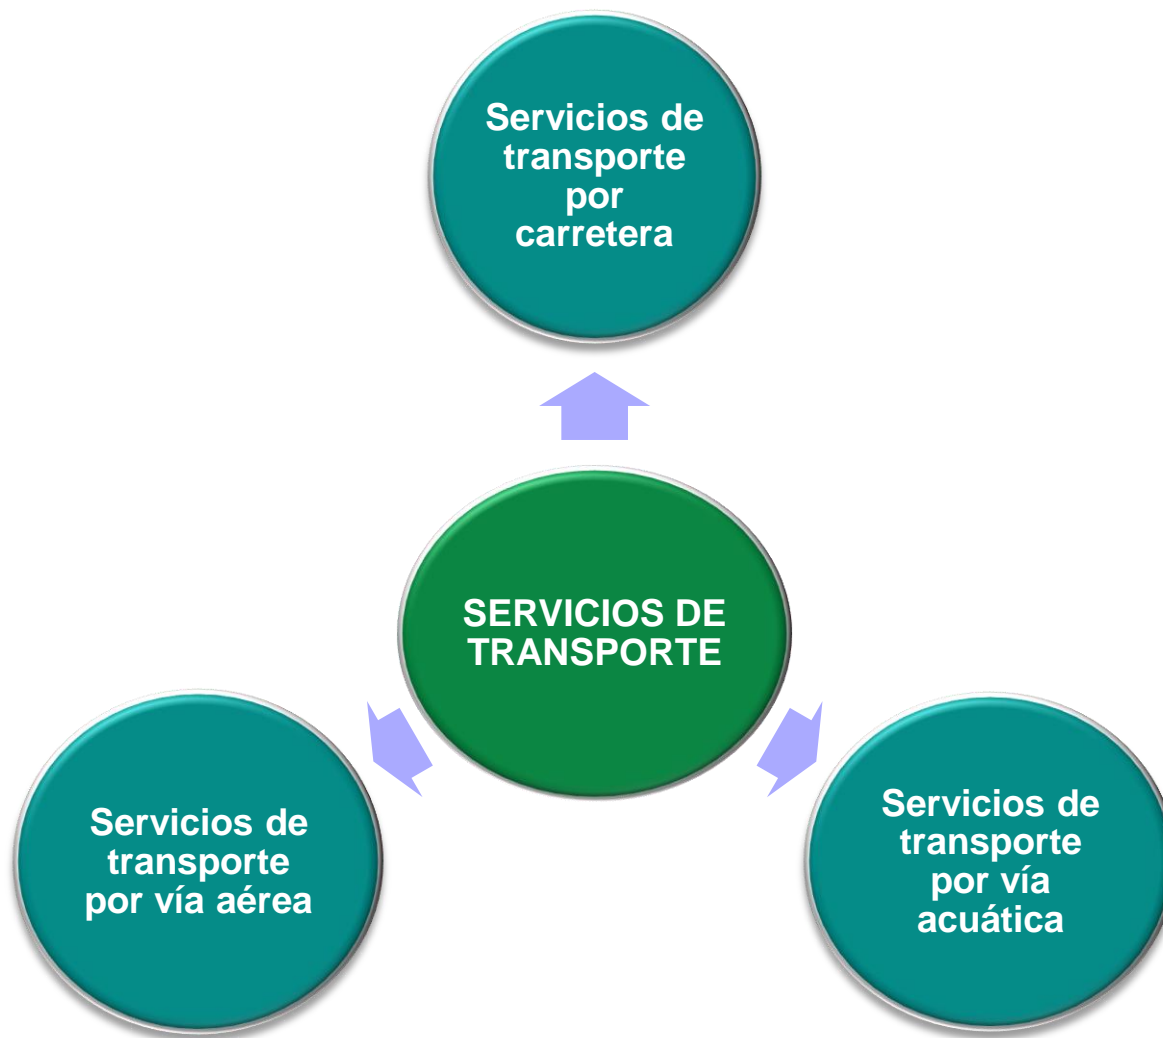 Servicios de
transporte
por
carretera
SERVICIOS DE
TRANSPORTE
Servicios de
transporte
por vía aérea
Servicios de
transporte
por vía
acuática